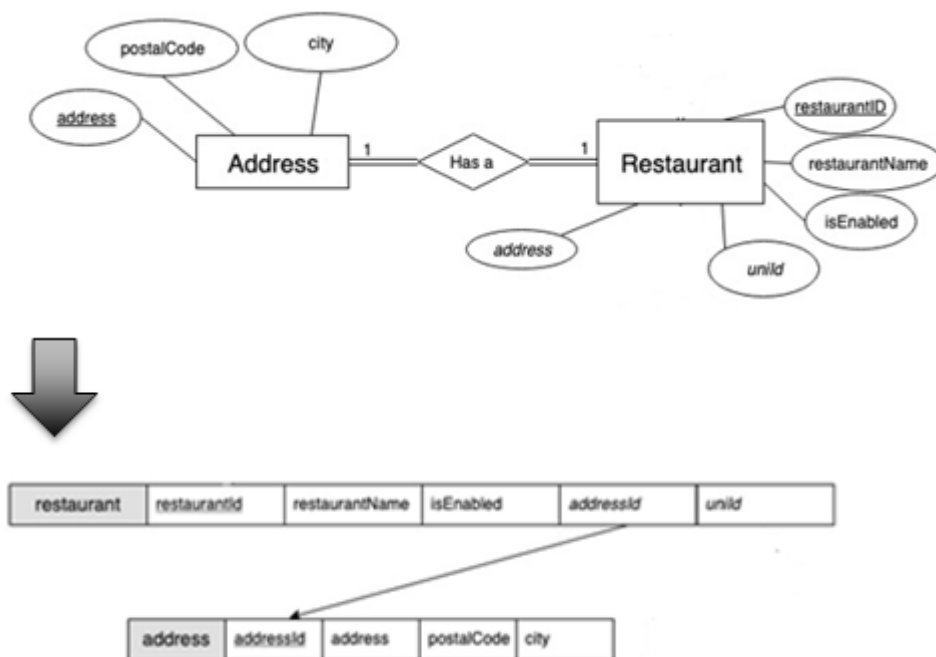 postalCode
city
address
restaurantID
Address
1
Has a
1
Restaurant
restaurantName
isEnabled
address
uniId
restaurant restaurantId restaurantName isEnabled addressId uniId
address addressId address postalCode city